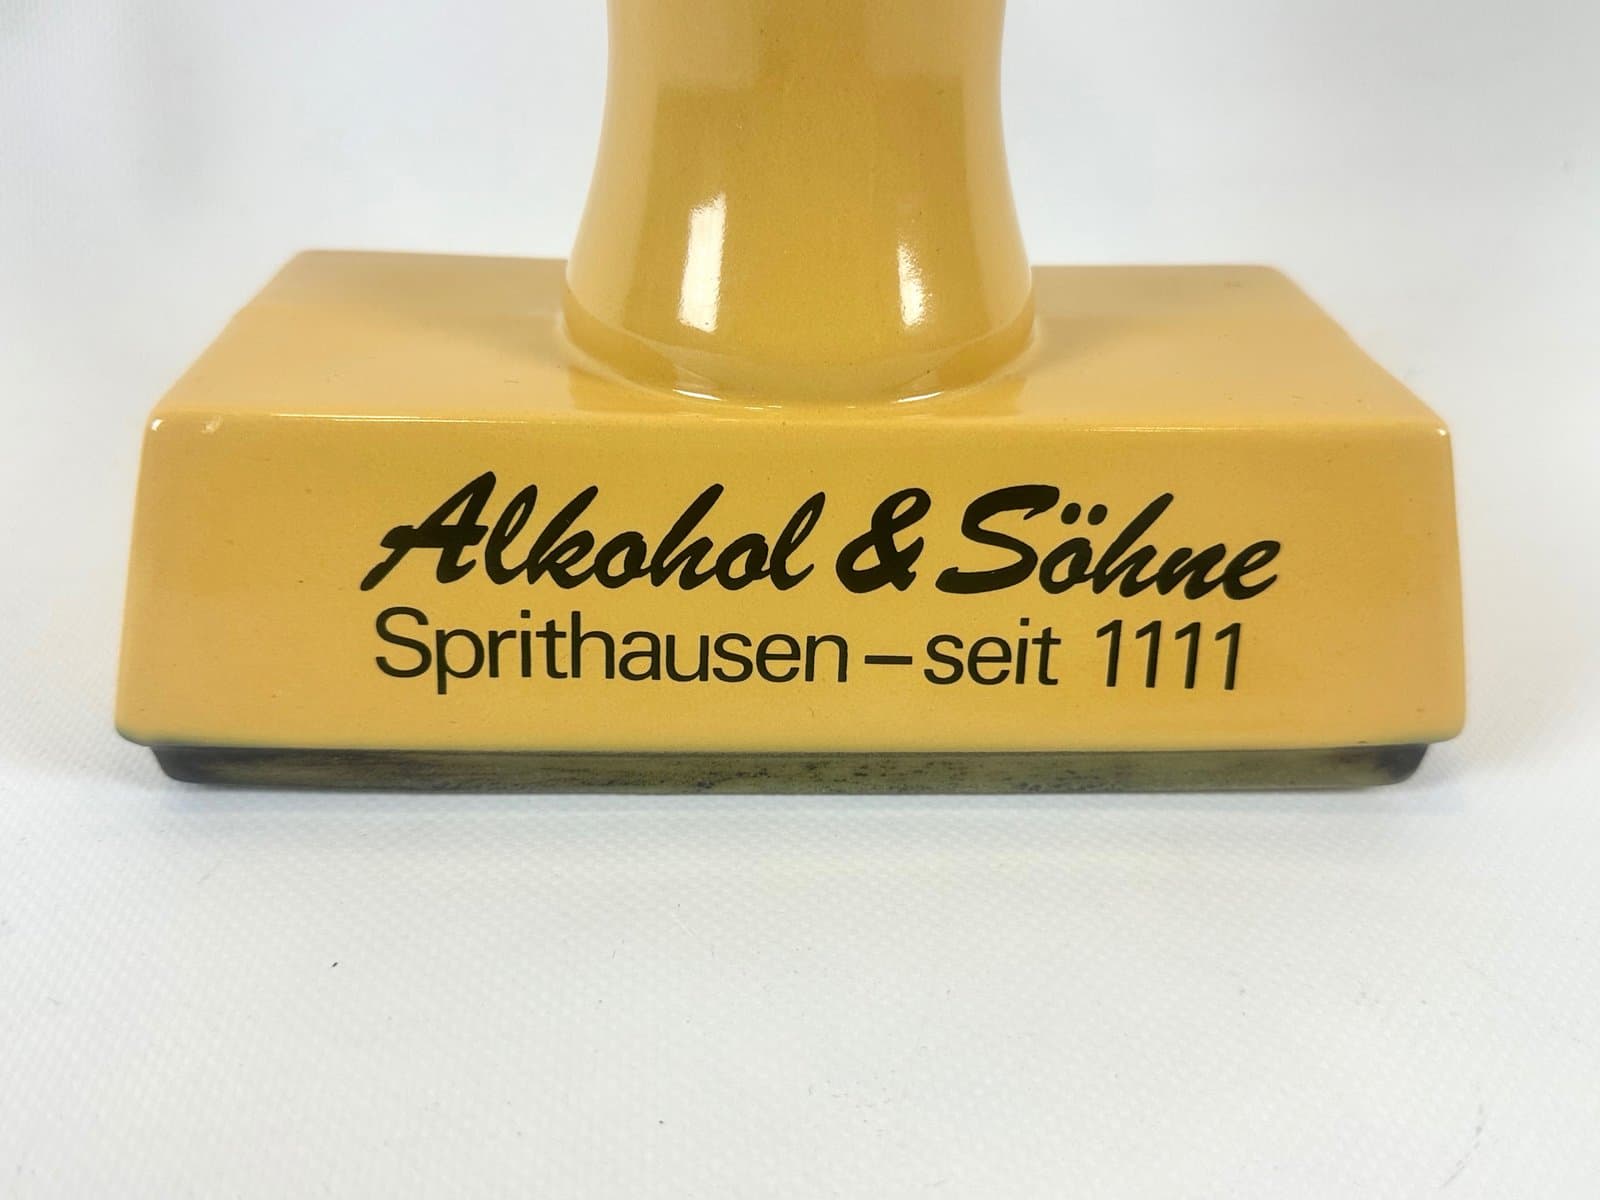 Alkohol & Söhne
Sprithausen – seit 1111